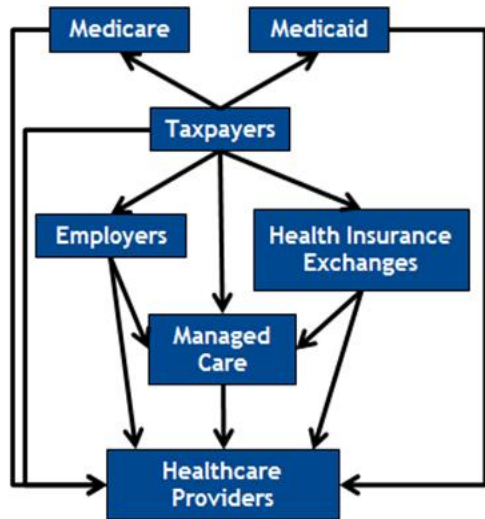 Medicare
Medicaid
Taxpayers
Employers
Health Insurance
Exchanges
Managed
Care
Healthcare
Providers